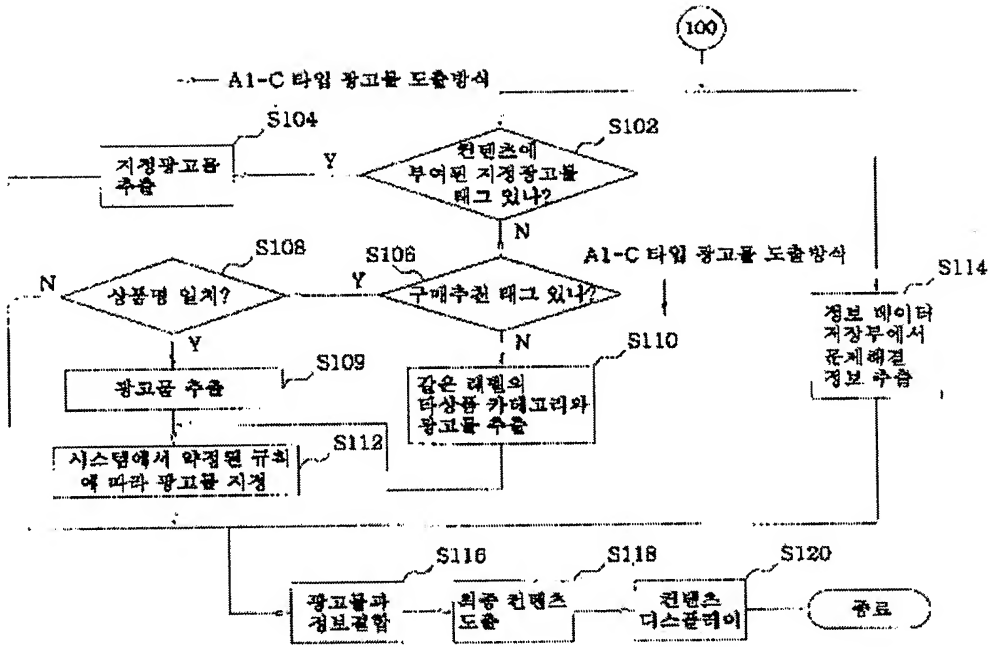 100
A1-C 타입 광고물 도출방식
S104
S102
지정광고물
추출
Y
컨텐츠에
부여된 지정광고물
태그 있나?
N
S108
S106
A1-C 타입 광고물 도출방식
S114
N
상품명 일치?
Y
구매추천 태그 있나?
정보 데이터
저장부에서
문제해결
정보 추출
Y
N
S109
S110
광고물 추출
같은 레벨의
타상품 카테고리와
광고물 추출
S112
시스템에서 약정된 규칙
에 따라 광고물 지정
S116
S118
S120
광고물과
정보결합
최종 컨텐츠
도출
컨텐츠
디스플레이
종료